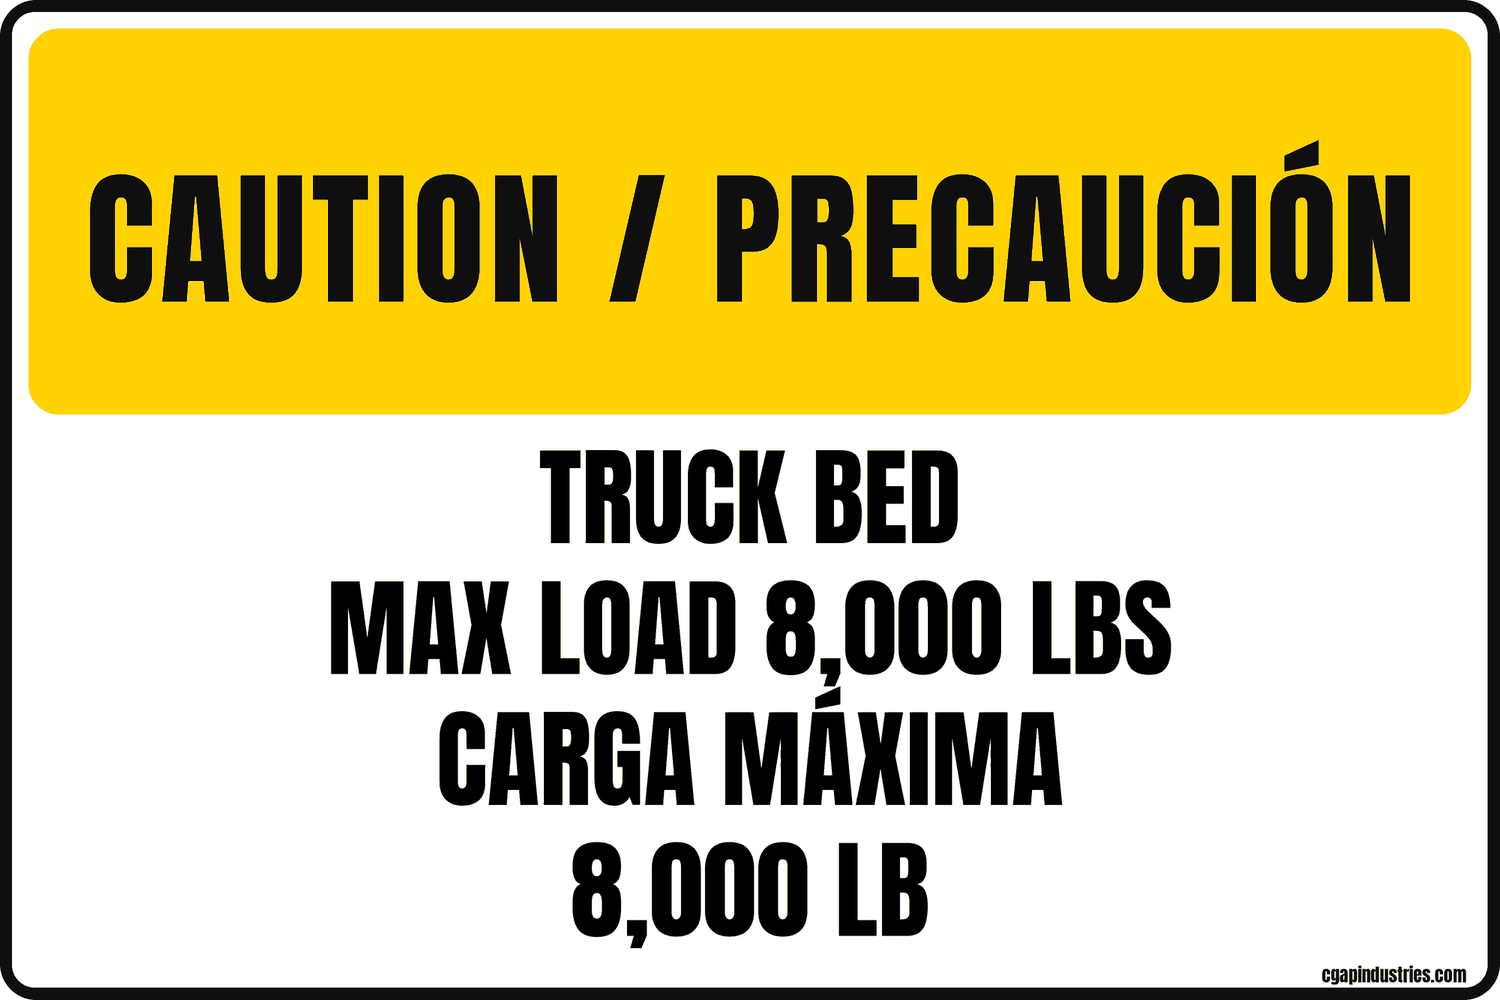 CAUTION / PRECAUCIÓN
TRUCK BED
MAX LOAD 8,000 LBS
CARGA MÁXIMA
8,000 LB
cgapindustries.com